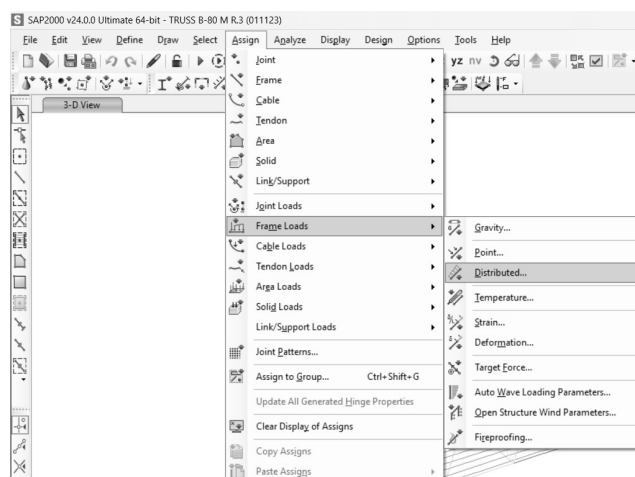 S SAP2000 v24.0.0 Ultimate 64-bit - TRUSS B-80 M R.3 (011123)
File Edit View Define Draw Select Assign Analyze Display Design Options Tools Help
yz nv
3-D View
Joint
Frame
Cable
Tendon
Area
Solid
Link/Support
Joint Loads
Frame Loads
Cable Loads
Tendon Loads
Area Loads
Solid Loads
Link/Support Loads
Joint Patterns...
Assign to Group... Ctrl+Shift+G
Update All Generated Hinge Properties
Clear Display of Assigns
Copy Assigns
Paste Assigns
Gravity...
Point...
Distributed...
Temperature...
Strain...
Deformation...
Target Force...
Auto Wave Loading Parameters...
Open Structure Wind Parameters...
Fireproofing...